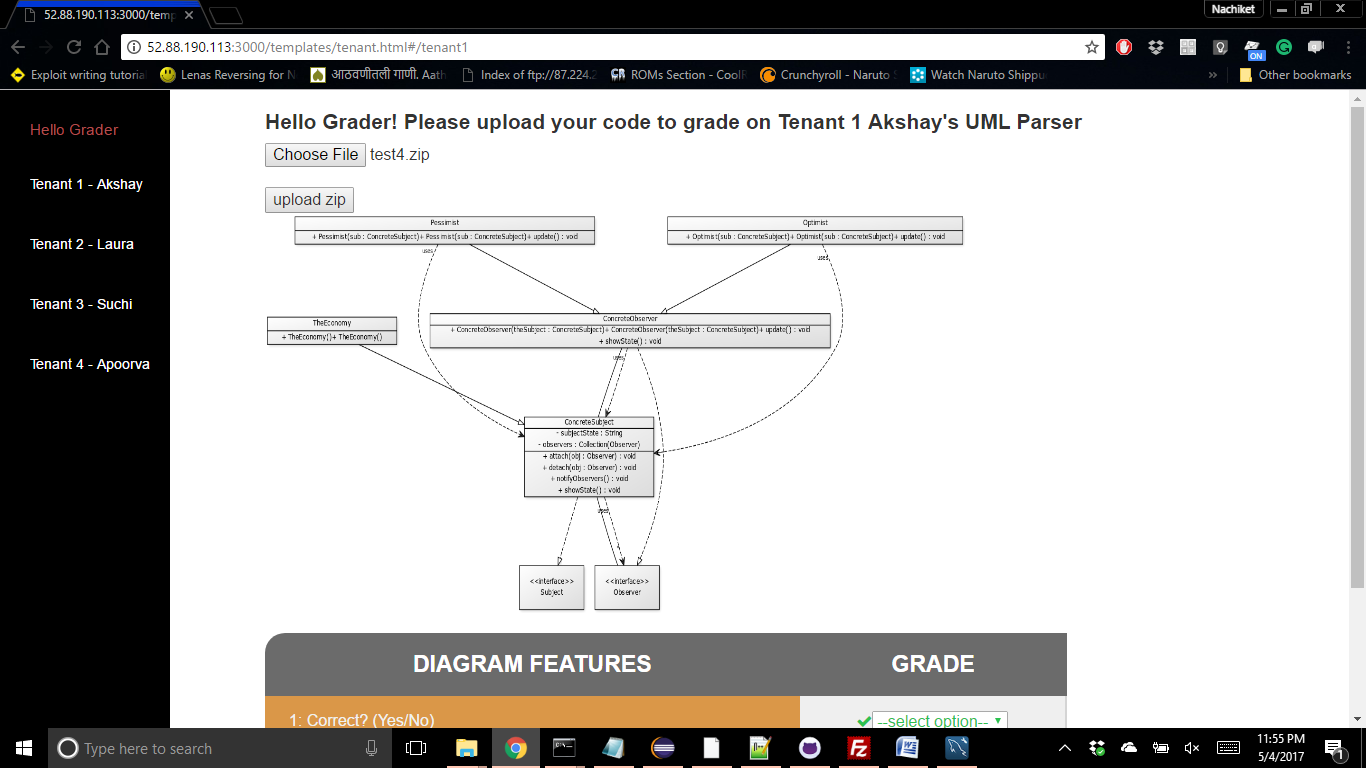 Nachiket
52.88.190.113:3000/temp
52.88.190.113:3000/templates/tenant.html#/tenant1
ON
Exploit writing tutorial
Lenas Reversing for N
आठवणीतली गाणी. Aath
Index of ftp://87.224.2
CR ROMs Section - CoolR
Crunchyroll - Naruto S
Watch Naruto Shippu
»
Other bookmarks
Hello Grader
Tenant 1 - Akshay
Tenant 2 - Laura
Tenant 3 - Suchi
Tenant 4 - Apoorva
Hello Grader! Please upload your code to grade on Tenant 1 Akshay's UML Parser
Choose File test4.zip
upload zip
Pessimist
+ Pessimist(sub : ConcreteSubject)+ Pessimist(sub : ConcreteSubject)+ update() : void
Optimist
+ Optimist(sub : ConcreteSubject)+ Optimist(sub : ConcreteSubject)+ update() : void
uses
uses
TheEconomy
+ TheEconomy()+ TheEconomy()
ConcreteObserver
+ ConcreteObserver(theSubject : ConcreteSubject)+ ConcreteObserver(theSubject : ConcreteSubject)+ update() : void
+ showState() : void
uses
ConcreteSubject
- subjectState : String
- observers : Collection(Observer)
+ attach(obj : Observer) : void
+ detach(obj : Observer) : void
+ notifyObservers() : void
+ showState() : void
uses
<<interface>>
Subject
<<interface>>
Observer
DIAGRAM FEATURES
GRADE
1: Correct? (Yes/No)
--select option--
Type here to search
11:55 PM
5/4/2017
1